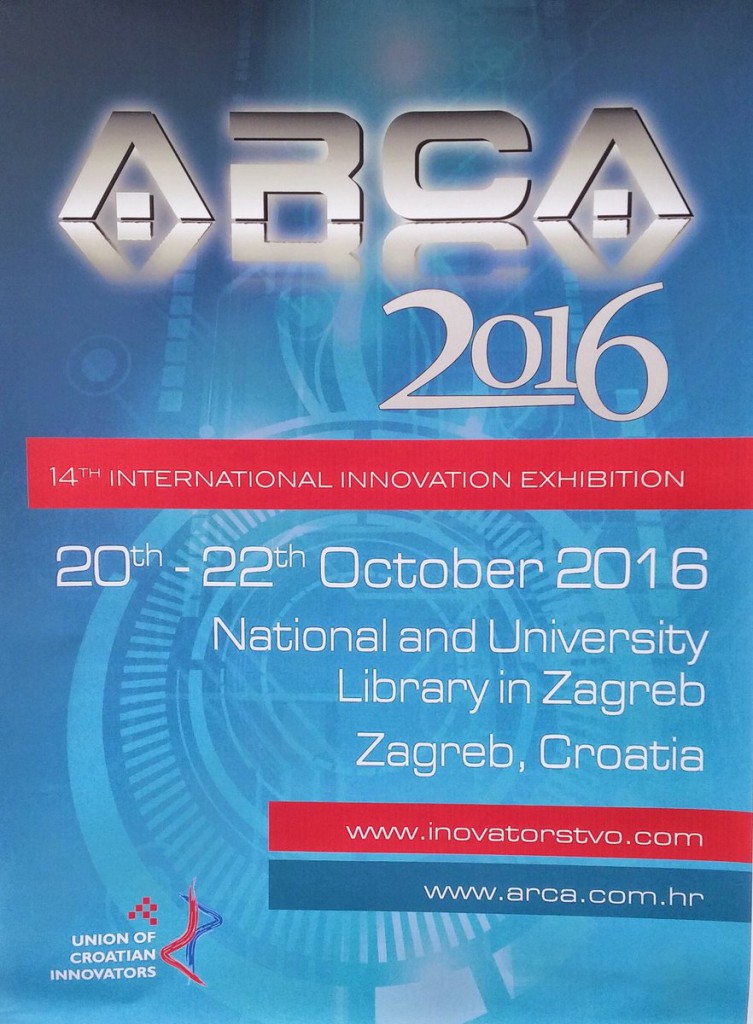 ARCA
2016
14TH INTERNATIONAL INNOVATION EXHIBITION
20th - 22th October 2016
National and University
Library in Zagreb
Zagreb, Croatia
www.inovatorstvo.com
www.arca.com.hr
UNION OF
CROATIAN
INNOVATORS